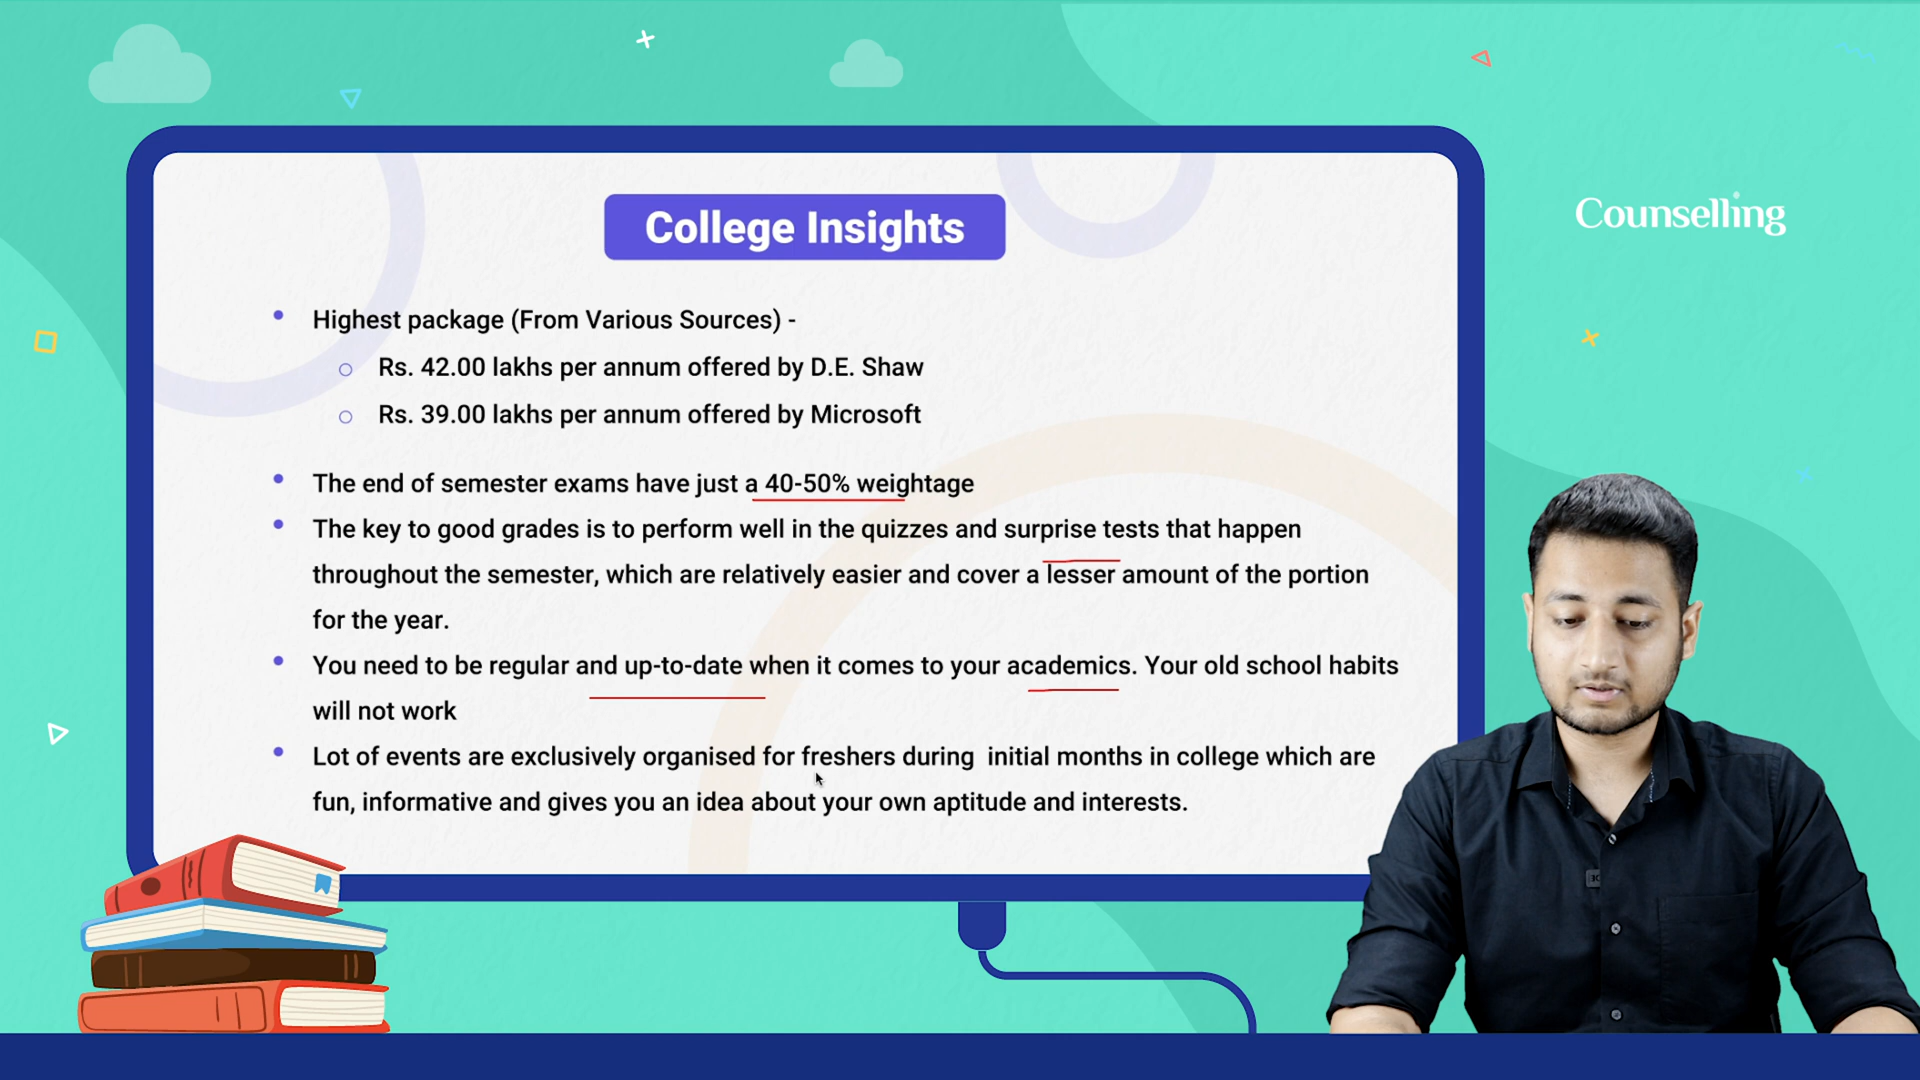 College Insights
Counselling
Highest package (From Various Sources) -
Rs. 42.00 lakhs per annum offered by D.E. Shaw
Rs. 39.00 lakhs per annum offered by Microsoft
The end of semester exams have just a 40-50% weightage
The key to good grades is to perform well in the quizzes and surprise tests that happen
throughout the semester, which are relatively easier and cover a lesser amount of the portion
for the year.
You need to be regular and up-to-date when it comes to your academics. Your old school habits
will not work
Lot of events are exclusively organised for freshers during initial months in college which are
fun, informative and gives you an idea about your own aptitude and interests.